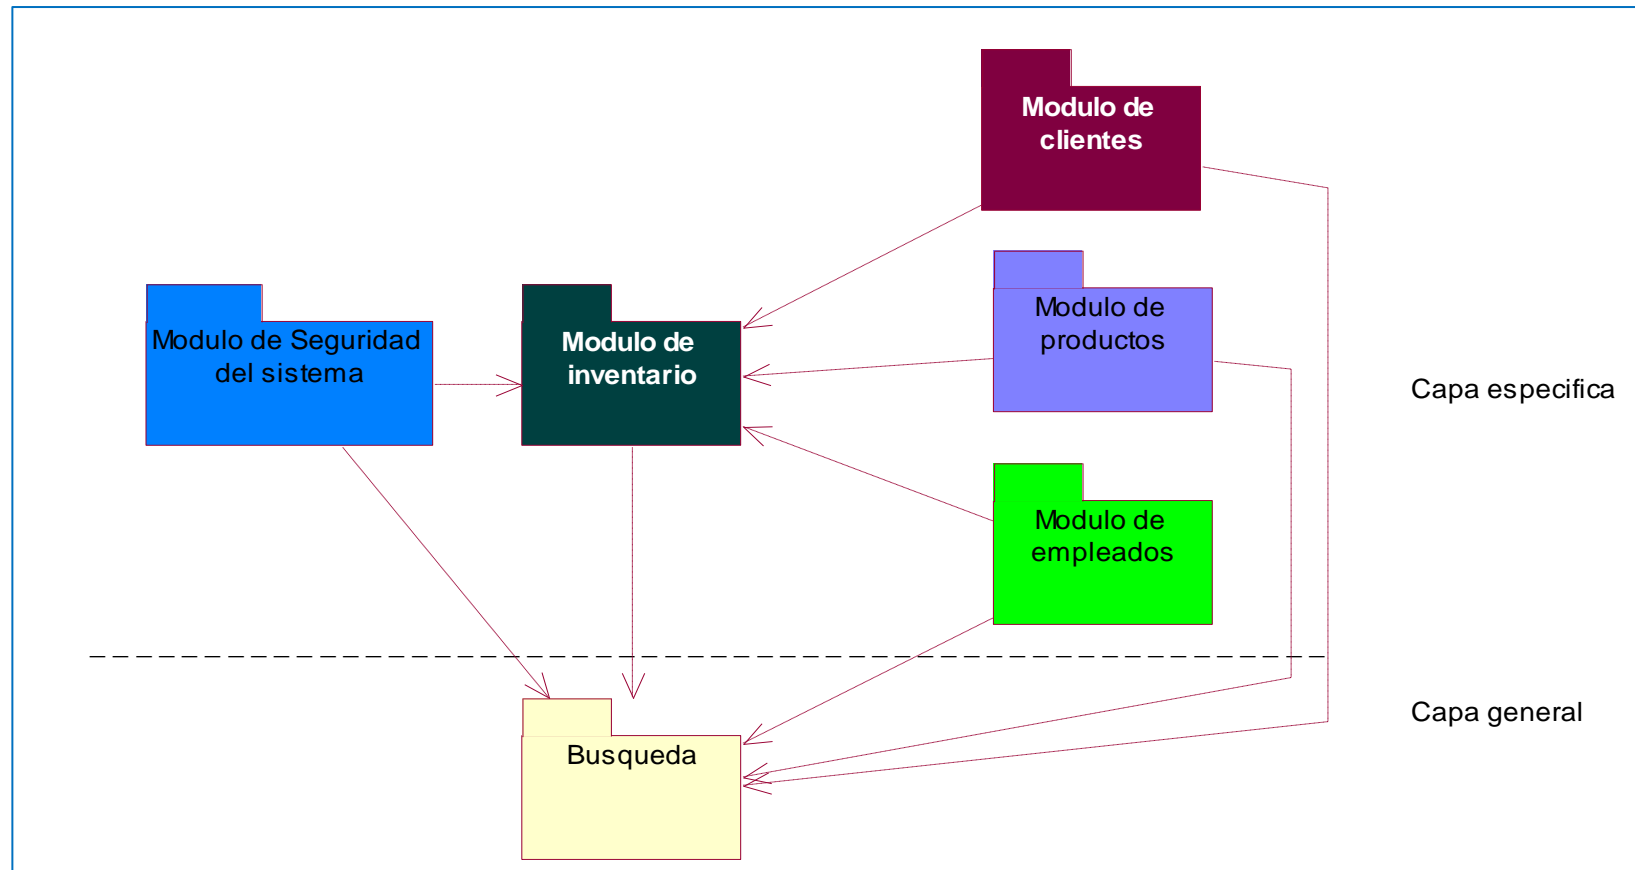 Modulo de
clientes
Modulo de
productos
Modulo de Seguridad
del sistema
Modulo de
inventario
Capa especifica
Modulo de
empleados
Capa general
Busqueda